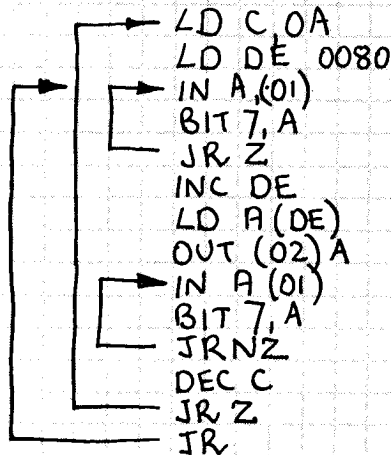 LD C,0A
LD DE 0080
IN A,(01)
BIT 7,A
JR Z
INC DE
LD A(DE)
OUT (02)A
IN A(01)
BIT 7,A
JRNZ
DEC C
JR Z
JR